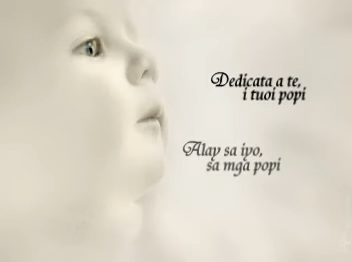 Dedicata a te,
i tuoi popi
Alay sa iyo,
sa mga popi